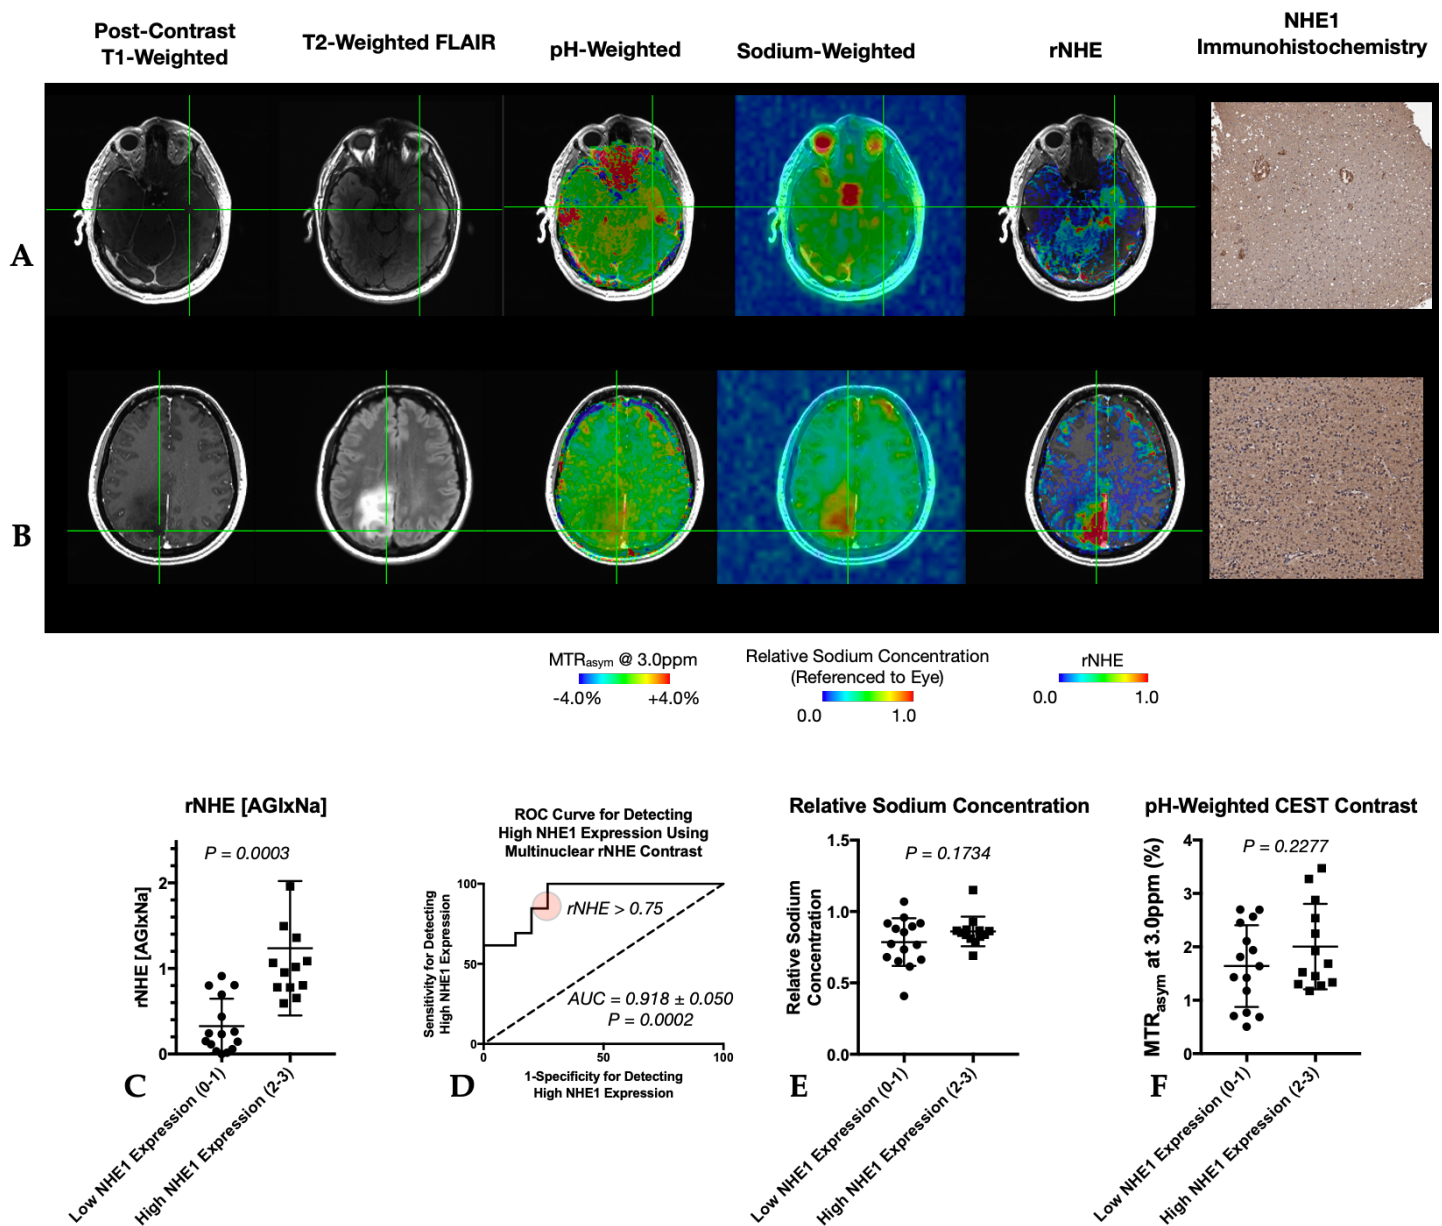 Post-Contrast
T1-Weighted
T2-Weighted FLAIR
pH-Weighted
Sodium-Weighted
rNHE
NHE1
Immunohistochemistry
A
B
MTRasym @ 3.0ppm
-4.0% +4.0%
Relative Sodium Concentration
(Referenced to Eye)
0.0 1.0
rNHE
0.0 1.0
rNHE [AGIxNa]
P = 0.0003
rNHE [AGIxNa]
2
1
0
Low NHE1 Expression (0-1)
High NHE1 Expression (2-3)
C
ROC Curve for Detecting
High NHE1 Expression Using
Multinuclear rNHE Contrast
Sensitivity for Detecting
High NHE1 Expression
100
50
0
rNHE > 0.75
AUC = 0.918 ± 0.050
P = 0.0002
0 50 100
1-Specificity for Detecting
High NHE1 Expression
D
Relative Sodium Concentration
P = 0.1734
Relative Sodium
Concentration
1.5
1.0
0.5
0.0
Low NHE1 Expression (0-1)
High NHE1 Expression (2-3)
E
pH-Weighted CEST Contrast
P = 0.2277
MTRasym at 3.0ppm (%)
4
3
2
1
0
Low NHE1 Expression (0-1)
High NHE1 Expression (2-3)
F